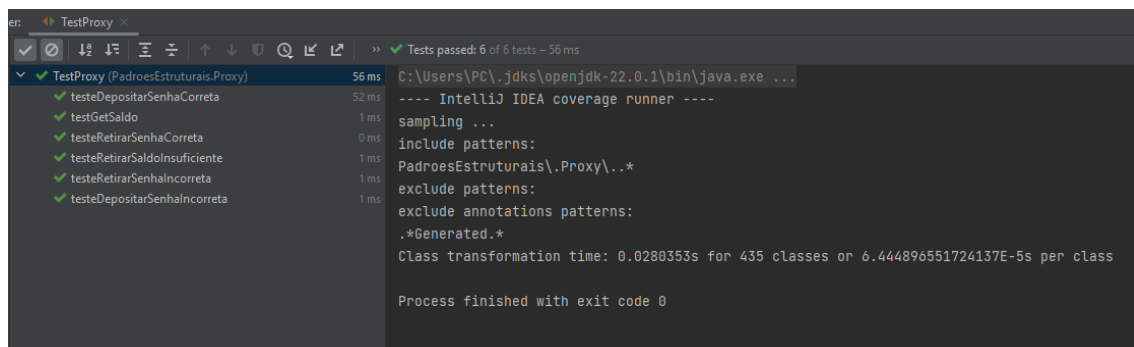 er: TestProxy
Tests passed: 6 of 6 tests – 56 ms
TestProxy (PadroesEstruturais.Proxy) 56 ms
testeDepositarSenhaCorreta 52 ms
testGetSaldo 1 ms
testeRetirarSenhaCorreta 0 ms
testeRetirarSaldoInsuficiente 1 ms
testeRetirarSenhaIncorreta 1 ms
testeDepositarSenhaIncorreta 1 ms
C:\Users\PC\.jdks\openjdk-22.0.1\bin\java.exe ...
---- IntelliJ IDEA coverage runner ----
sampling ...
include patterns:
PadroesEstruturais\.Proxy\..*
exclude patterns:
exclude annotations patterns:
.*Generated.*
Class transformation time: 0.0280353s for 435 classes or 6.444896551724137E-5s per class
Process finished with exit code 0